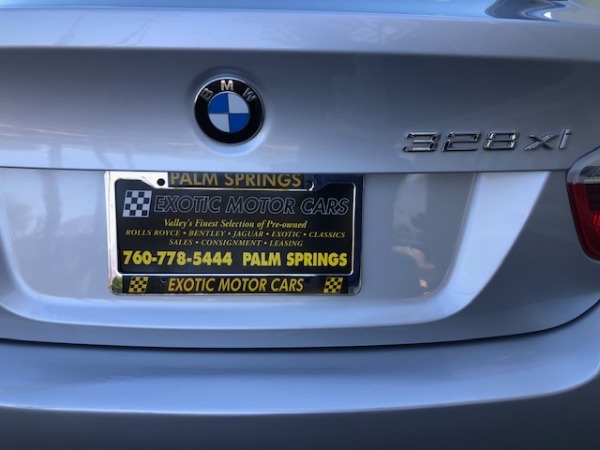 BMW
328xi
PALM SPRINGS
EXOTIC MOTOR CARS
Valley's Finest Selection of Pre-owned
ROLLS ROYCE • BENTLEY • JAGUAR • EXOTIC • CLASSICS
SALES • CONSIGNMENT • LEASING
760-778-5444 PALM SPRINGS
EXOTIC MOTOR CARS